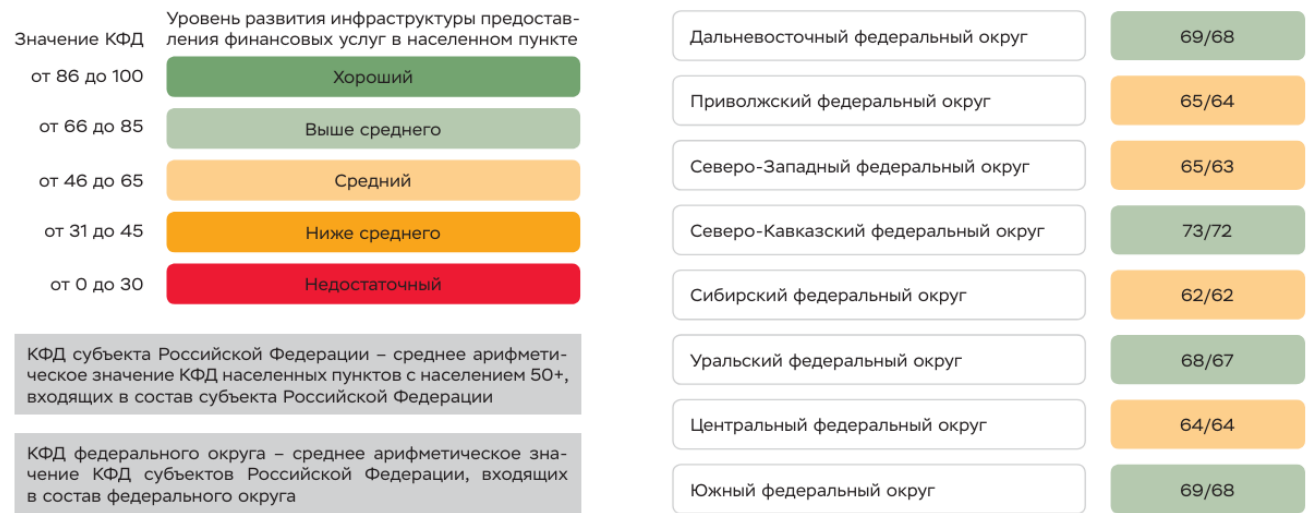 Значение КФД
Уровень развития инфраструктуры предостав-
ления финансовых услуг в населенном пункте
от 86 до 100
Хороший
от 66 до 85
Выше среднего
от 46 до 65
Средний
от 31 до 45
Ниже среднего
от 0 до 30
Недостаточный
КФД субъекта Российской Федерации – среднее арифмети-
ческое значение КФД населенных пунктов с населением 50+,
входящих в состав субъекта Российской Федерации
КФД федерального округа – среднее арифметическое зна-
чение КФД субъектов Российской Федерации, входящих
в состав федерального округа
Дальневосточный федеральный округ
69/68
Приволжский федеральный округ
65/64
Северо-Западный федеральный округ
65/63
Северо-Кавказский федеральный округ
73/72
Сибирский федеральный округ
62/62
Уральский федеральный округ
68/67
Центральный федеральный округ
64/64
Южный федеральный округ
69/68